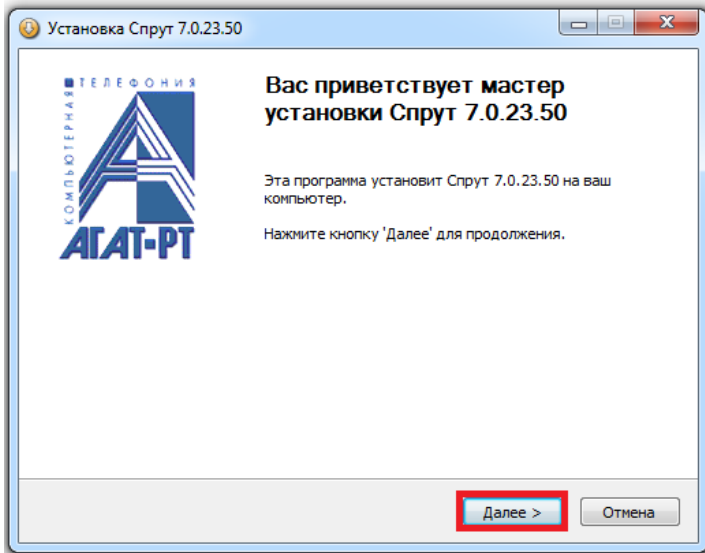 Установка Спрут 7.0.23.50
ТЕЛЕФОНИЯ
КОМПЬЮТЕРНАЯ
АГАТ-РТ
Вас приветствует мастер
установки Спрут 7.0.23.50
Эта программа установит Спрут 7.0.23.50 на ваш
компьютер.
Нажмите кнопку 'Далее' для продолжения.
Далее >
Отмена